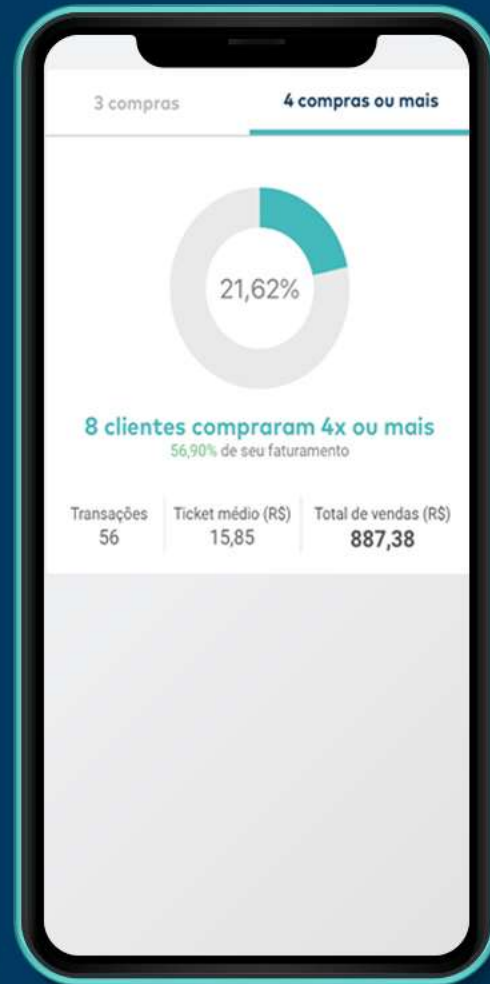 3 compras
4 compras ou mais
21,62%
8 clientes compraram 4x ou mais
56,90% de seu faturamento
Transações
Ticket médio (R$)
Total de vendas (R$)
56
15,85
887,38